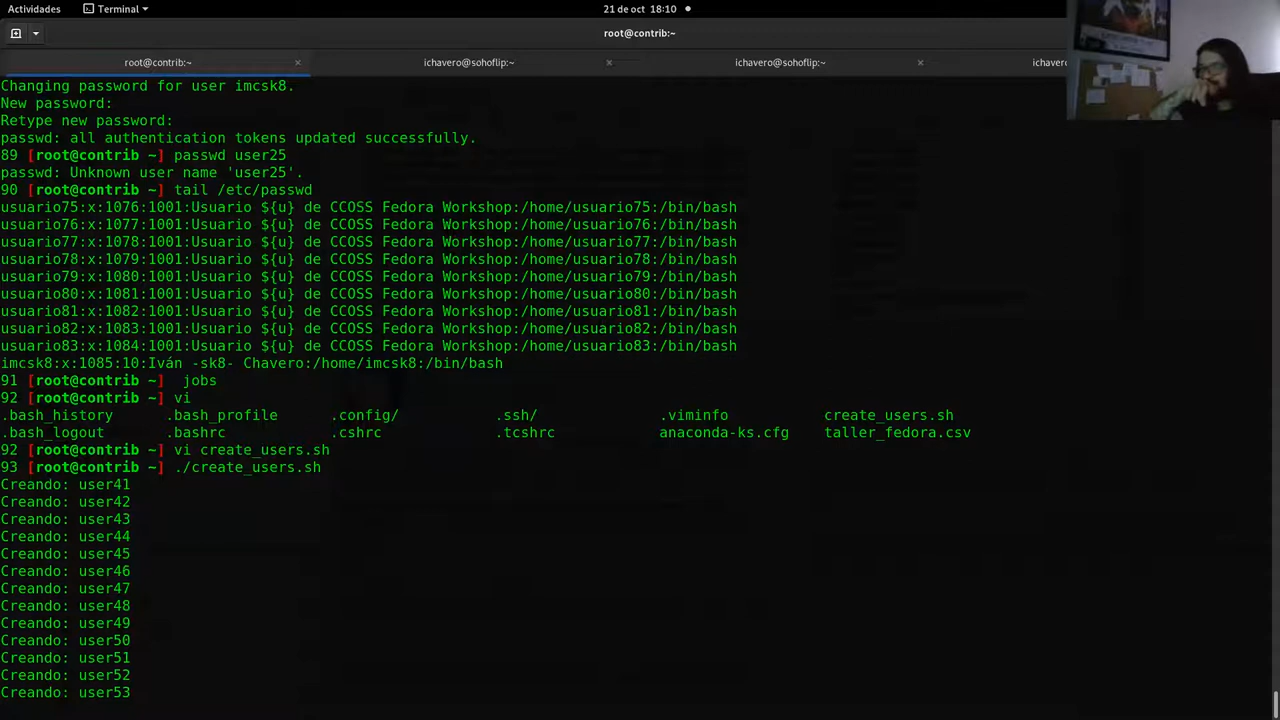 Actividades
Terminal
21 de oct 18:10
root@contrib:~
root@contrib:~
ichavero@sohoflip:~
ichavero@sohoflip:~
ichavero
Changing password for user imcsk8.
New password:
Retype new password:
passwd: all authentication tokens updated successfully.
89 [root@contrib ~] passwd user25
passwd: Unknown user name 'user25'.
90 [root@contrib ~] tail /etc/passwd
usuario75:x:1076:1001:Usuario ${u} de CCOSS Fedora Workshop:/home/usuario75:/bin/bash
usuario76:x:1077:1001:Usuario ${u} de CCOSS Fedora Workshop:/home/usuario76:/bin/bash
usuario77:x:1078:1001:Usuario ${u} de CCOSS Fedora Workshop:/home/usuario77:/bin/bash
usuario78:x:1079:1001:Usuario ${u} de CCOSS Fedora Workshop:/home/usuario78:/bin/bash
usuario79:x:1080:1001:Usuario ${u} de CCOSS Fedora Workshop:/home/usuario79:/bin/bash
usuario80:x:1081:1001:Usuario ${u} de CCOSS Fedora Workshop:/home/usuario80:/bin/bash
usuario81:x:1082:1001:Usuario ${u} de CCOSS Fedora Workshop:/home/usuario81:/bin/bash
usuario82:x:1083:1001:Usuario ${u} de CCOSS Fedora Workshop:/home/usuario82:/bin/bash
usuario83:x:1084:1001:Usuario ${u} de CCOSS Fedora Workshop:/home/usuario83:/bin/bash
imcsk8:x:1085:10:Iván -sk8- Chavero:/home/imcsk8:/bin/bash
91 [root@contrib ~]  jobs
92 [root@contrib ~] vi
.bash_history .bash_profile .config/ .ssh/ .viminfo create_users.sh
.bash_logout .bashrc .cshrc .tcshrc anaconda-ks.cfg taller_fedora.csv
92 [root@contrib ~] vi create_users.sh
93 [root@contrib ~] ./create_users.sh
Creando: user41
Creando: user42
Creando: user43
Creando: user44
Creando: user45
Creando: user46
Creando: user47
Creando: user48
Creando: user49
Creando: user50
Creando: user51
Creando: user52
Creando: user53